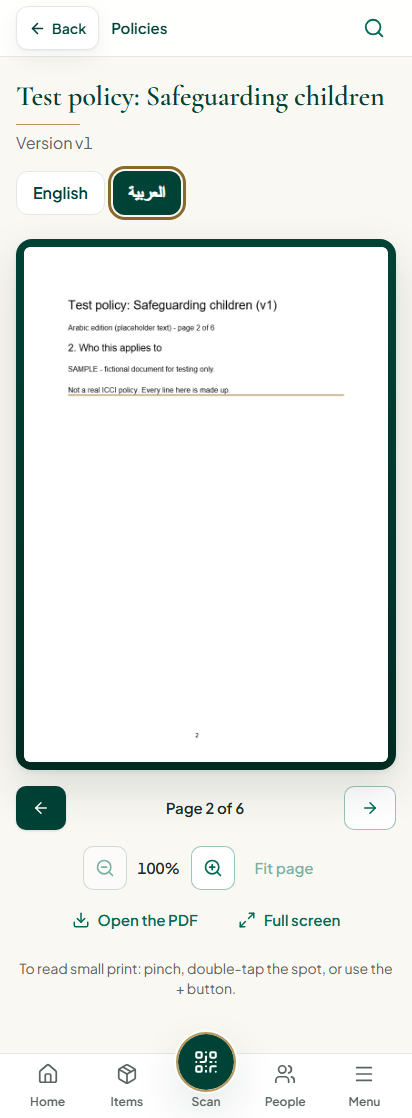 Back Policies
Test policy: Safeguarding children
Version v1
English العربية
Test policy: Safeguarding children (v1)
Arabic edition (placeholder text) - page 2 of 6
2. Who this applies to
SAMPLE - fictional document for testing only.
Not a real ICCI policy. Every line here is made up.
2
Page 2 of 6
100% Fit page
Open the PDF Full screen
To read small print: pinch, double-tap the spot, or use the
+ button.
Home Items Scan People Menu